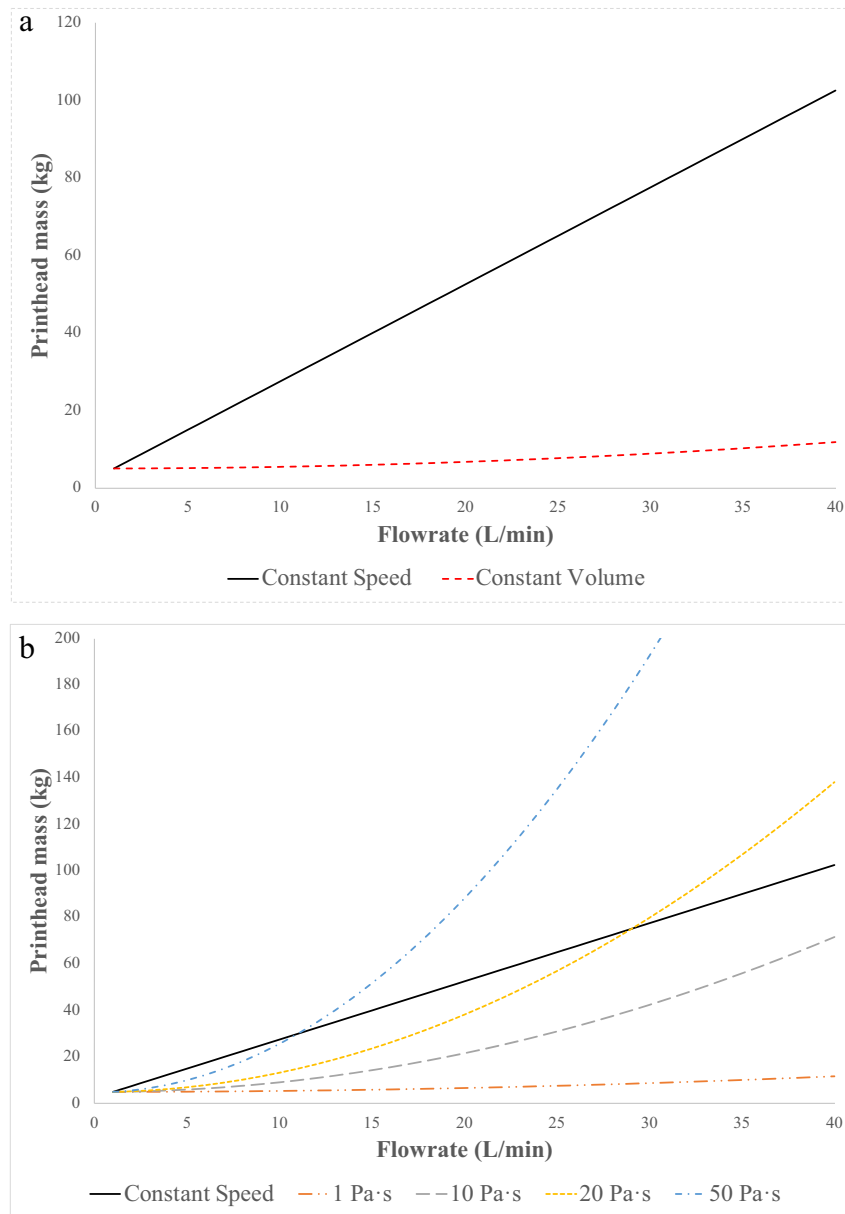 a
120
100
80
60
40
20
0
Printhead mass (kg)
0 5 10 15 20 25 30 35 40
Flowrate (L/min)
Constant Speed Constant Volume
b
200
180
160
140
120
100
80
60
40
20
0
Printhead mass (kg)
0 5 10 15 20 25 30 35 40
Flowrate (L/min)
Constant Speed 1 Pa·s 10 Pa·s 20 Pa·s 50 Pa·s